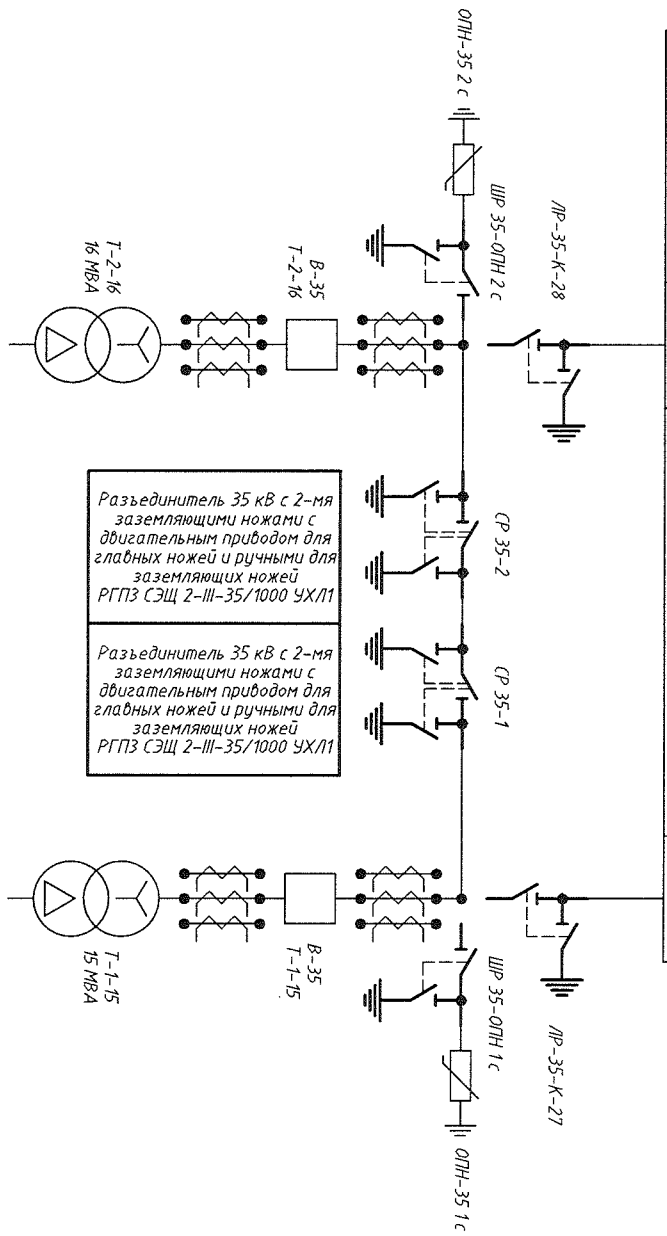 ОПН-35 2 с
ШР 35-ОПН 2 с
ЛР-35-К-28
Т-2-16
16 МВА
В-35
Т-2-16
СР 35-2
Разъединитель 35 кВ с 2-мя
заземляющими ножами с
двигательным приводом для
главных ножей и ручными для
заземляющих ножей
РГПЗ СЭЩ 2-III-35/1000 УХЛ1
СР 35-1
Разъединитель 35 кВ с 2-мя
заземляющими ножами с
двигательным приводом для
главных ножей и ручными для
заземляющих ножей
РГПЗ СЭЩ 2-III-35/1000 УХЛ1
Т-1-15
15 МВА
В-35
Т-1-15
ШР 35-ОПН 1 с
ЛР-35-К-27
ОПН-35 1 с